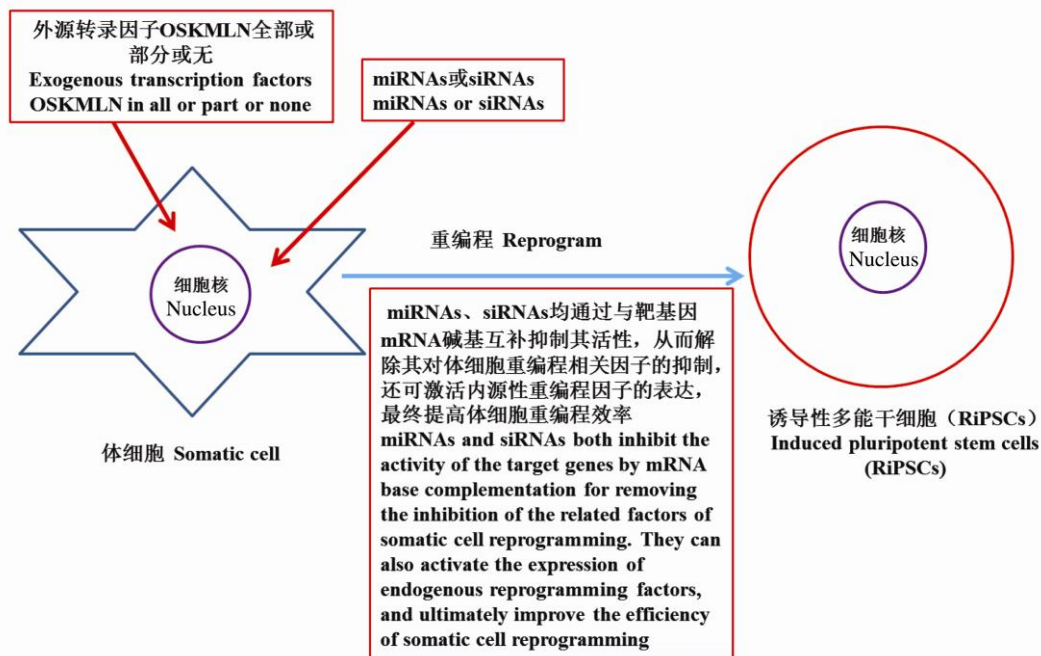 外源转录因子OSKMLN全部或
部分或无
Exogenous transcription factors
OSKMLN in all or part or none
miRNAs或siRNAs
miRNAs or siRNAs
细胞核
Nucleus
体细胞 Somatic cell
重编程 Reprogram
miRNAs、siRNAs均通过与靶基因
mRNA碱基互补抑制其活性，从而解
除其对体细胞重编程相关因子的抑制，
还可激活内源性重编程因子的表达，
最终提高体细胞重编程效率
miRNAs and siRNAs both inhibit the
activity of the target genes by mRNA
base complementation for removing
the inhibition of the related factors of
somatic cell reprogramming. They can
also activate the expression of
endogenous reprogramming factors,
and ultimately improve the efficiency
of somatic cell reprogramming
细胞核
Nucleus
诱导性多能干细胞（RiPSCs）
Induced pluripotent stem cells
(RiPSCs)